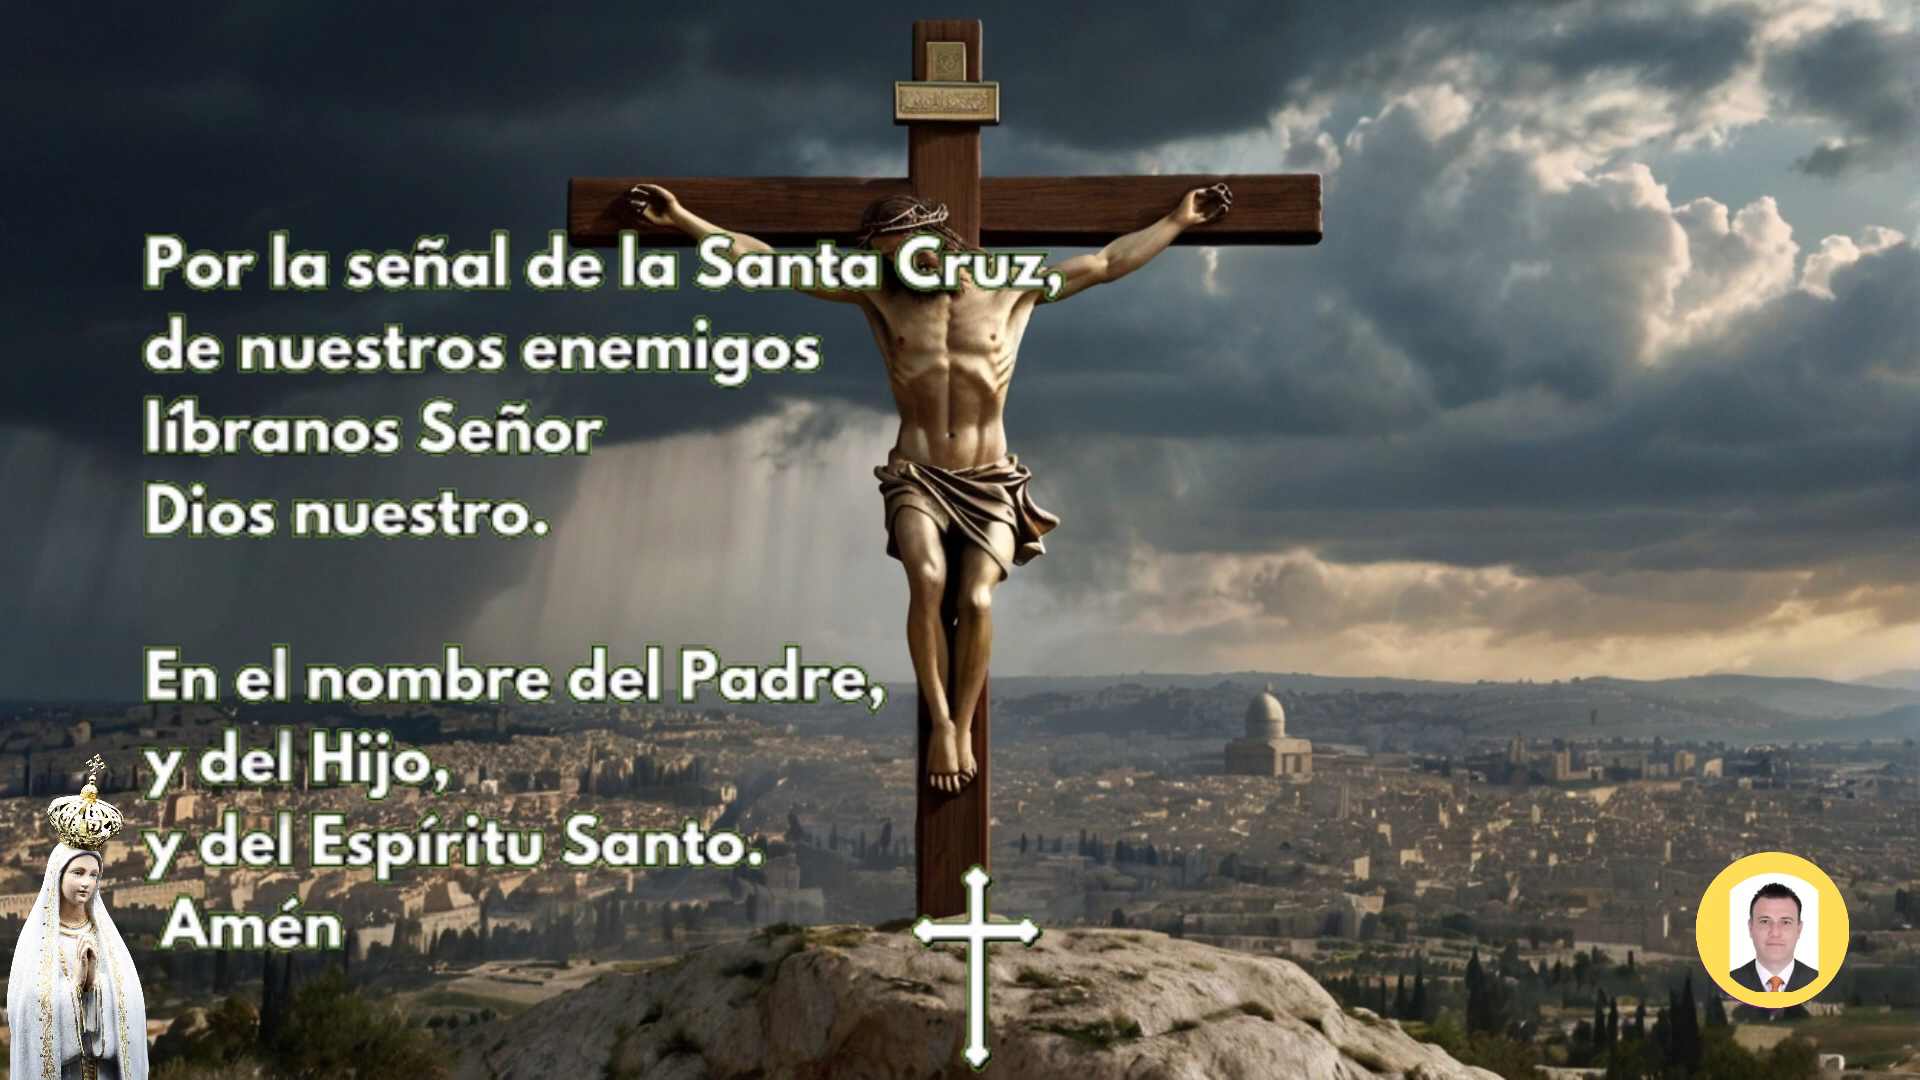 Por la señal de la Santa Cruz,
de nuestros enemigos
líbranos Señor
Dios nuestro.
En el nombre del Padre,
y del Hijo,
y del Espíritu Santo.
Amén